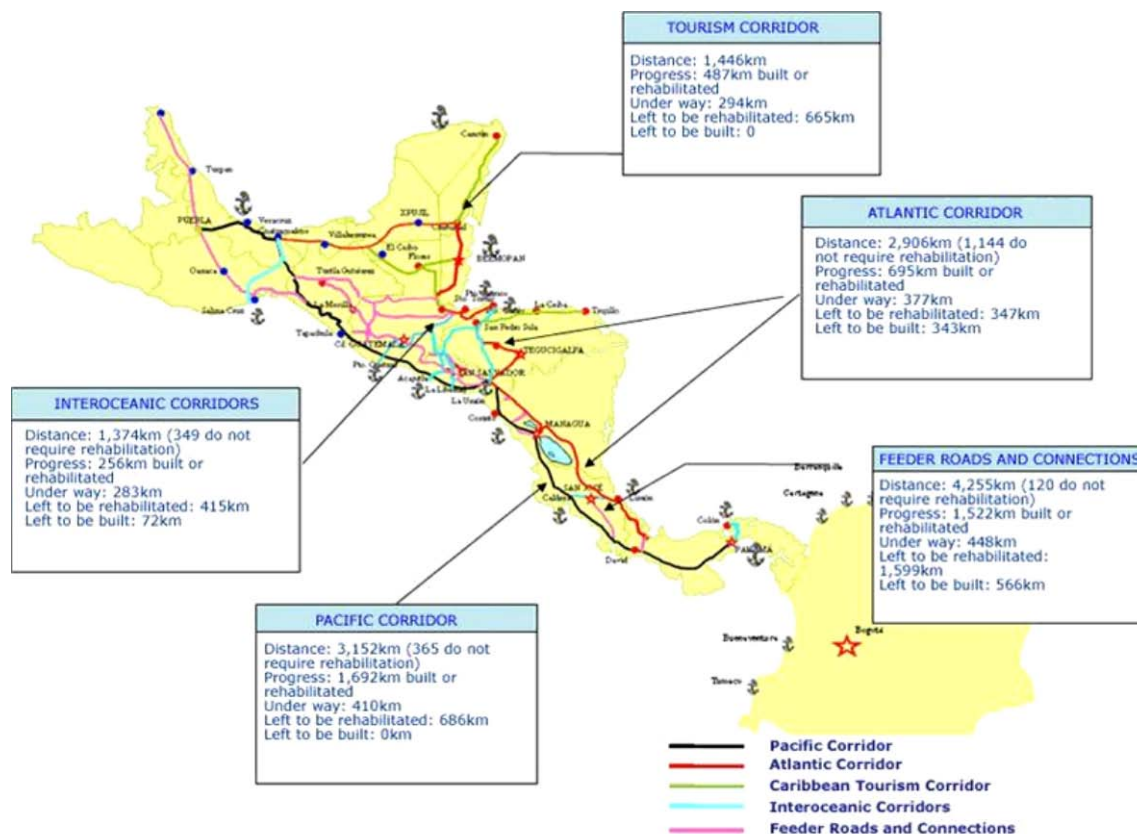 TOURISM CORRIDOR
Distance: 1,446km
Progress: 487km built or
rehabilitated
Under way: 294km
Left to be rehabilitated: 665km
Left to be built: 0
ATLANTIC CORRIDOR
Distance: 2,906km (1,144 do
not require rehabilitation)
Progress: 695km built or
rehabilitated
Under way: 377km
Left to be rehabilitated: 347km
Left to be built: 343km
INTEROCEANIC CORRIDORS
Distance: 1,374km (349 do not
require rehabilitation)
Progress: 256km built or
rehabilitated
Under way: 283km
Left to be rehabilitated: 415km
Left to be built: 72km
FEEDER ROADS AND CONNECTIONS
Distance: 4,255km (120 do not
require rehabilitation)
Progress: 1,522km built or
rehabilitated
Under way: 448km
Left to be rehabilitated:
1,599km
Left to be built: 566km
PACIFIC CORRIDOR
Distance: 3,152km (365 do not
require rehabilitation)
Progress: 1,692km built or
rehabilitated
Under way: 410km
Left to be rehabilitated: 686km
Left to be built: 0km
Cancún
Tuxpan
PUEBLA
Veracruz
XPUJIL
El Ceibo
Flores
BELMOPAN
Oaxaca
Tuxtla Gutiérrez
Salina Cruz
Tapachula
La Ceiba
Trujillo
San Pedro Sula
Cd. GUATEMALA
TEGUCIGALPA
SAN SALVADOR
Acajutla
La Unión
MANAGUA
SAN JOSÉ
Caldera
Limón
Colón
PANAMÁ
David
Barranquilla
Cartagena
Bogotá
Buenaventura
Tumaco
Pacific Corridor
Atlantic Corridor
Caribbean Tourism Corridor
Interoceanic Corridors
Feeder Roads and Connections